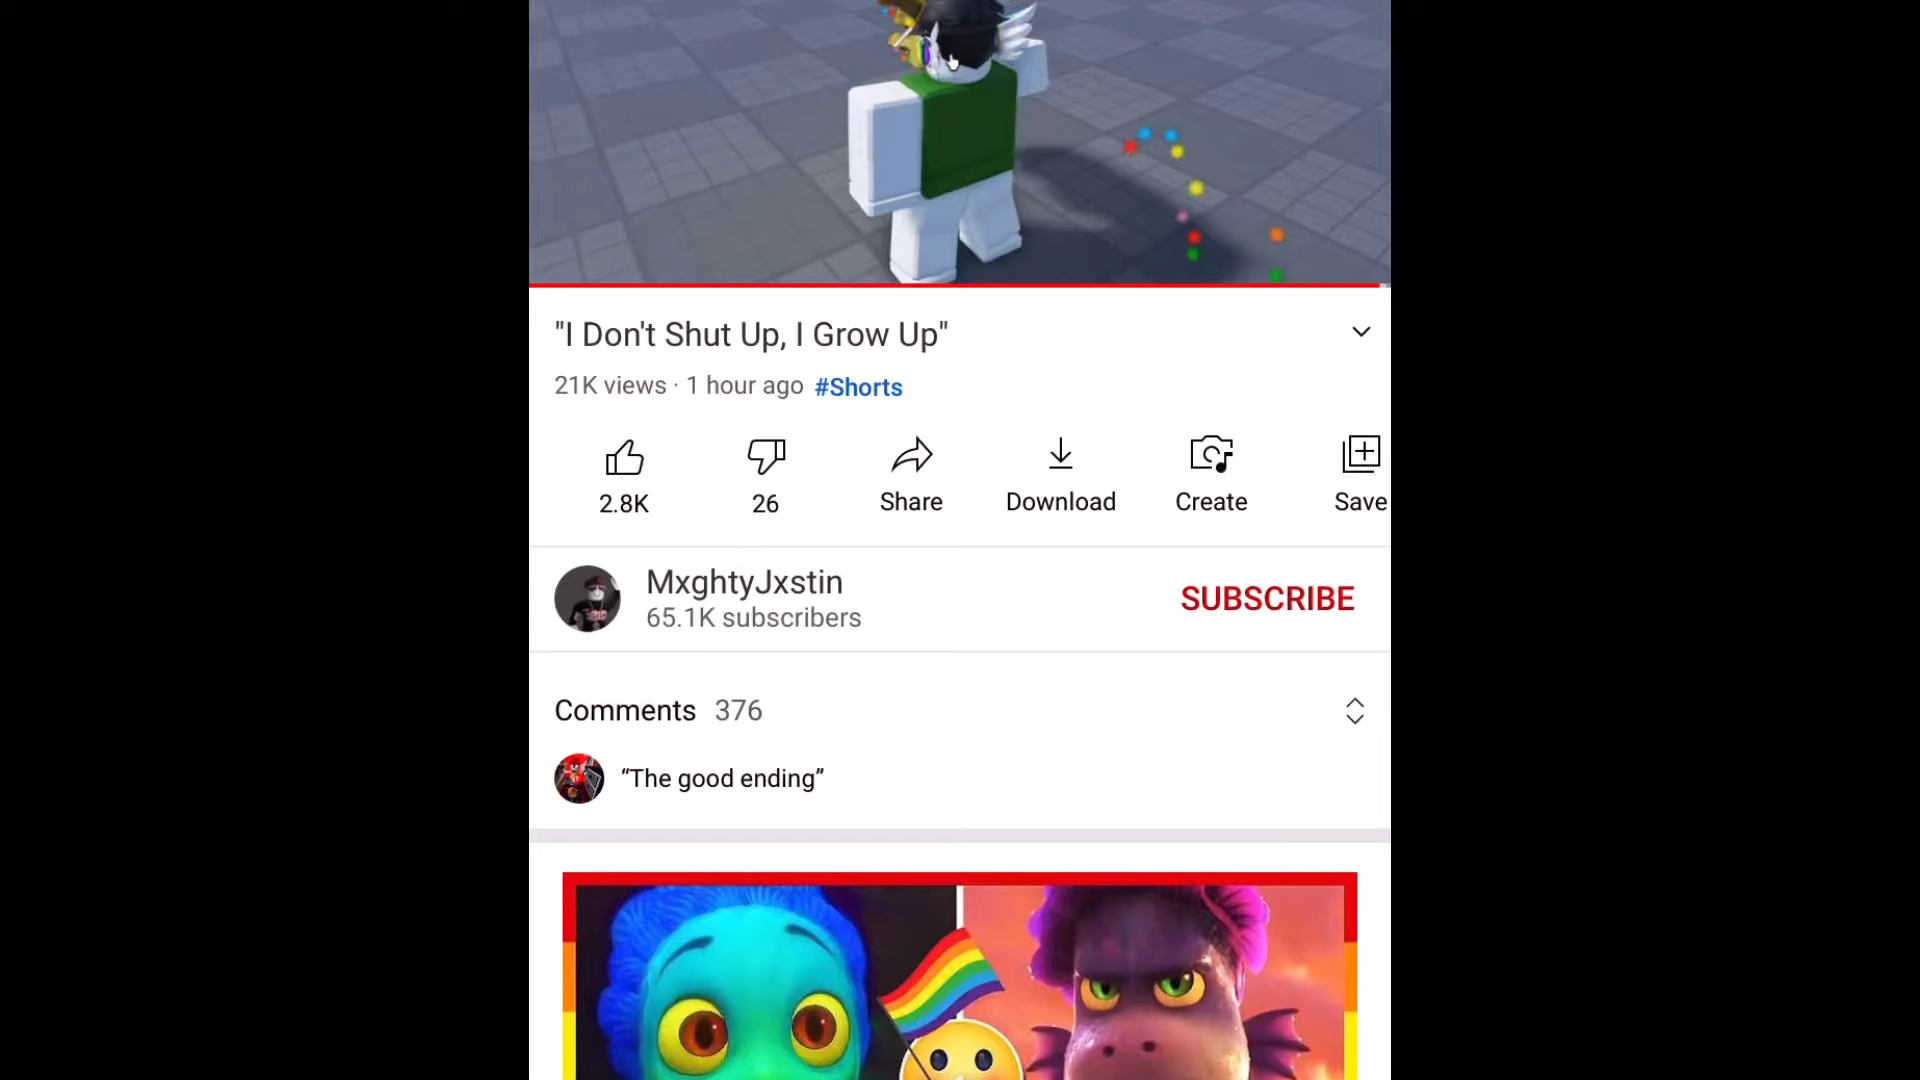 "I Don't Shut Up, I Grow Up"
21K views · 1 hour ago #Shorts
2.8K
26
Share
Download
Create
Save
MxghtyJxstin
65.1K subscribers
SUBSCRIBE
Comments 376
“The good ending”